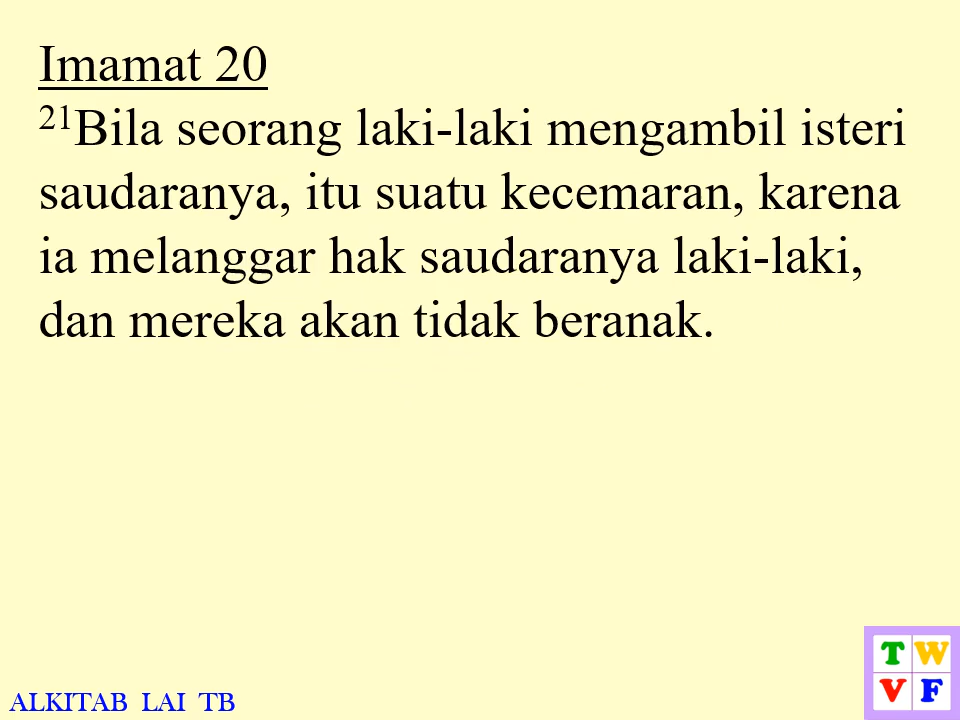 Imamat 20
21Bila seorang laki-laki mengambil isteri
saudaranya, itu suatu kecemaran, karena
ia melanggar hak saudaranya laki-laki,
dan mereka akan tidak beranak.
T W
V F
ALKITAB LAI TB